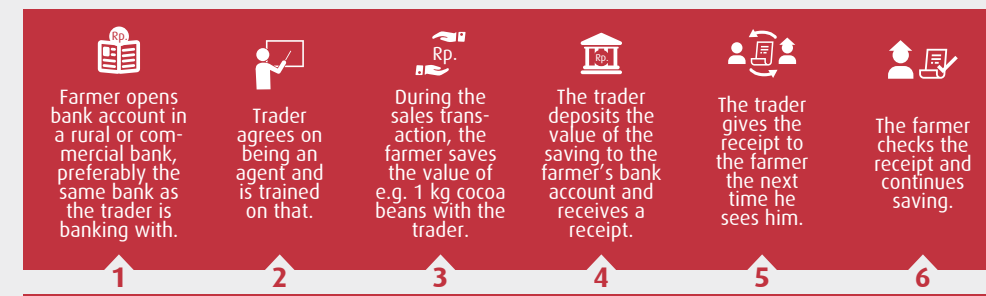 Rp.
Farmer opens
bank account in
a rural or com-
mercial bank,
preferably the
same bank as
the trader is
banking with.
1
Trader
agrees on
being an
agent and
is trained
on that.
2
Rp.
During the
sales trans-
action, the
farmer saves
the value of
e.g. 1 kg cocoa
beans with the
trader.
3
Rp.
The trader
deposits the
value of the
saving to the
farmer's bank
account and
receives a
receipt.
4
The trader
gives the
receipt to
the farmer
the next
time he
sees him.
5
The farmer
checks the
receipt and
continues
saving.
6